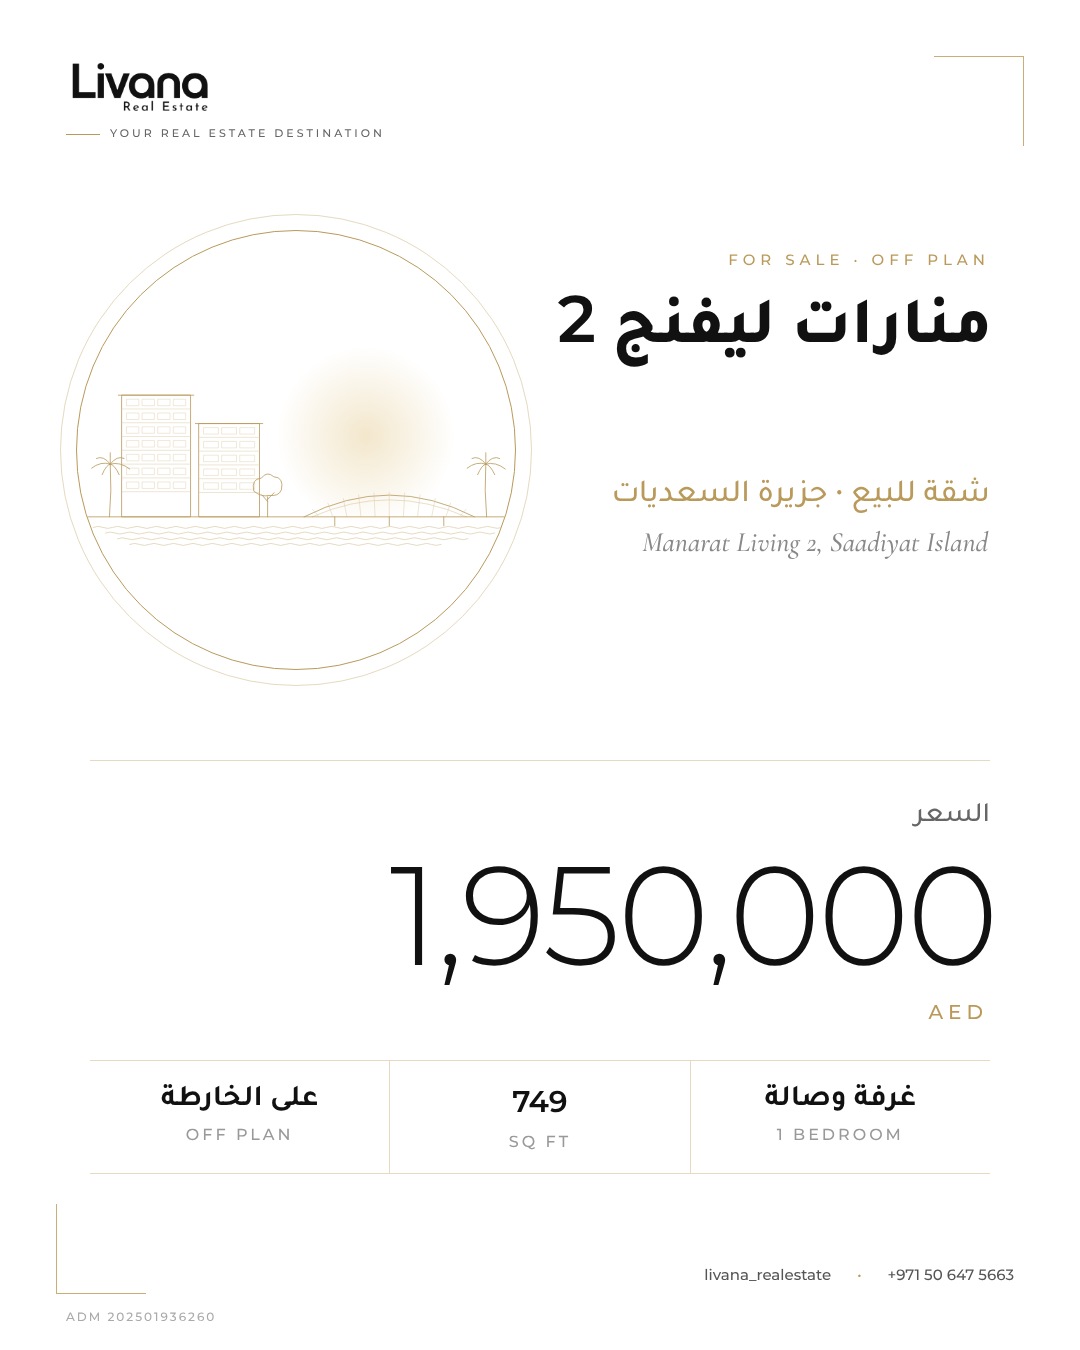 Livana
Real Estate
YOUR REAL ESTATE DESTINATION
FOR SALE · OFF PLAN
منارات ليفنج 2
شقة للبيع · جزيرة السعديات
Manarat Living 2, Saadiyat Island
السعر
1,950,000
AED
غرفة وصالة
1 BEDROOM
749
SQ FT
على الخارطة
OFF PLAN
livana_realestate · +971 50 647 5663
ADM 202501936260